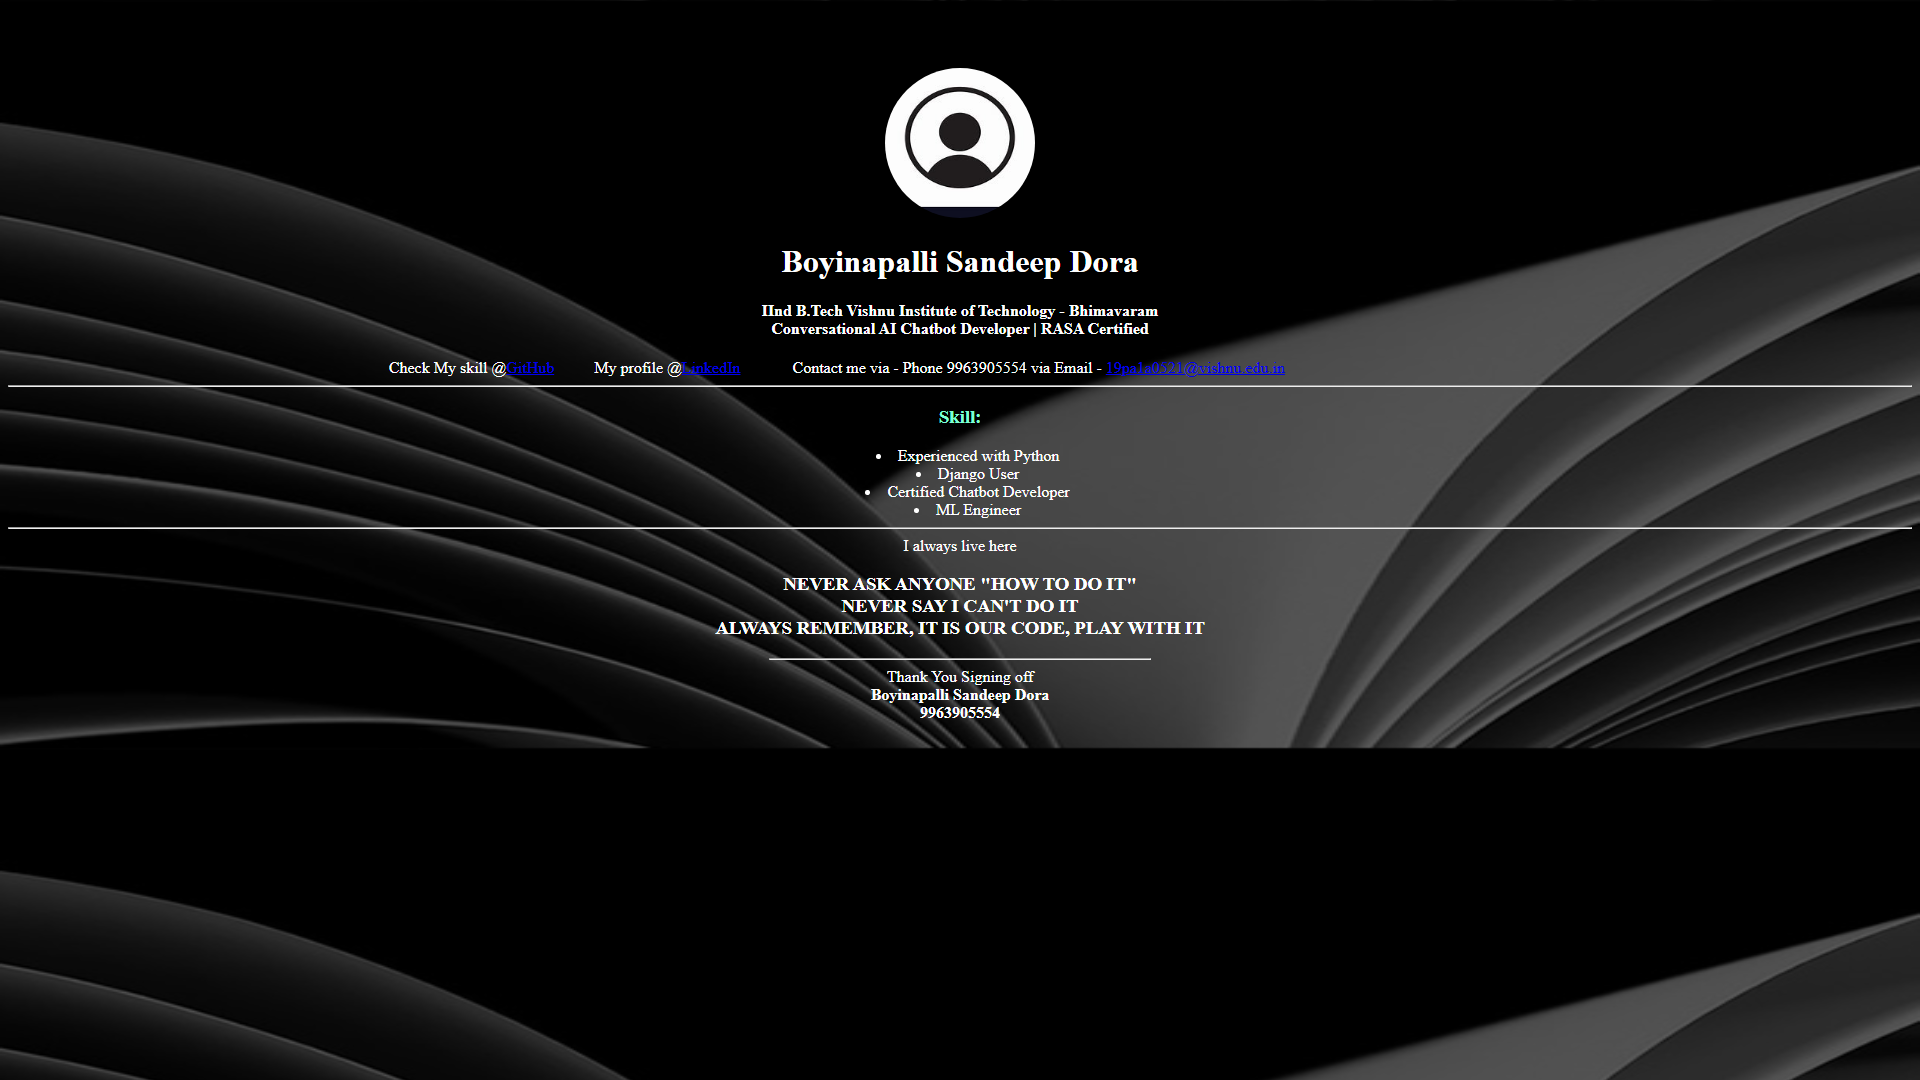 Boyinapalli Sandeep Dora
IInd B.Tech Vishnu Institute of Technology - Bhimavaram
Conversational AI Chatbot Developer | RASA Certified
Check My skill @GitHub My profile @LinkedIn Contact me via - Phone 9963905554 via Email - 19pa1a0521@vishnu.edu.in
Skill:
• Experienced with Python
• Django User
• Certified Chatbot Developer
• ML Engineer
I always live here
NEVER ASK ANYONE "HOW TO DO IT"
NEVER SAY I CAN'T DO IT
ALWAYS REMEMBER, IT IS OUR CODE, PLAY WITH IT
Thank You Signing off
Boyinapalli Sandeep Dora
9963905554